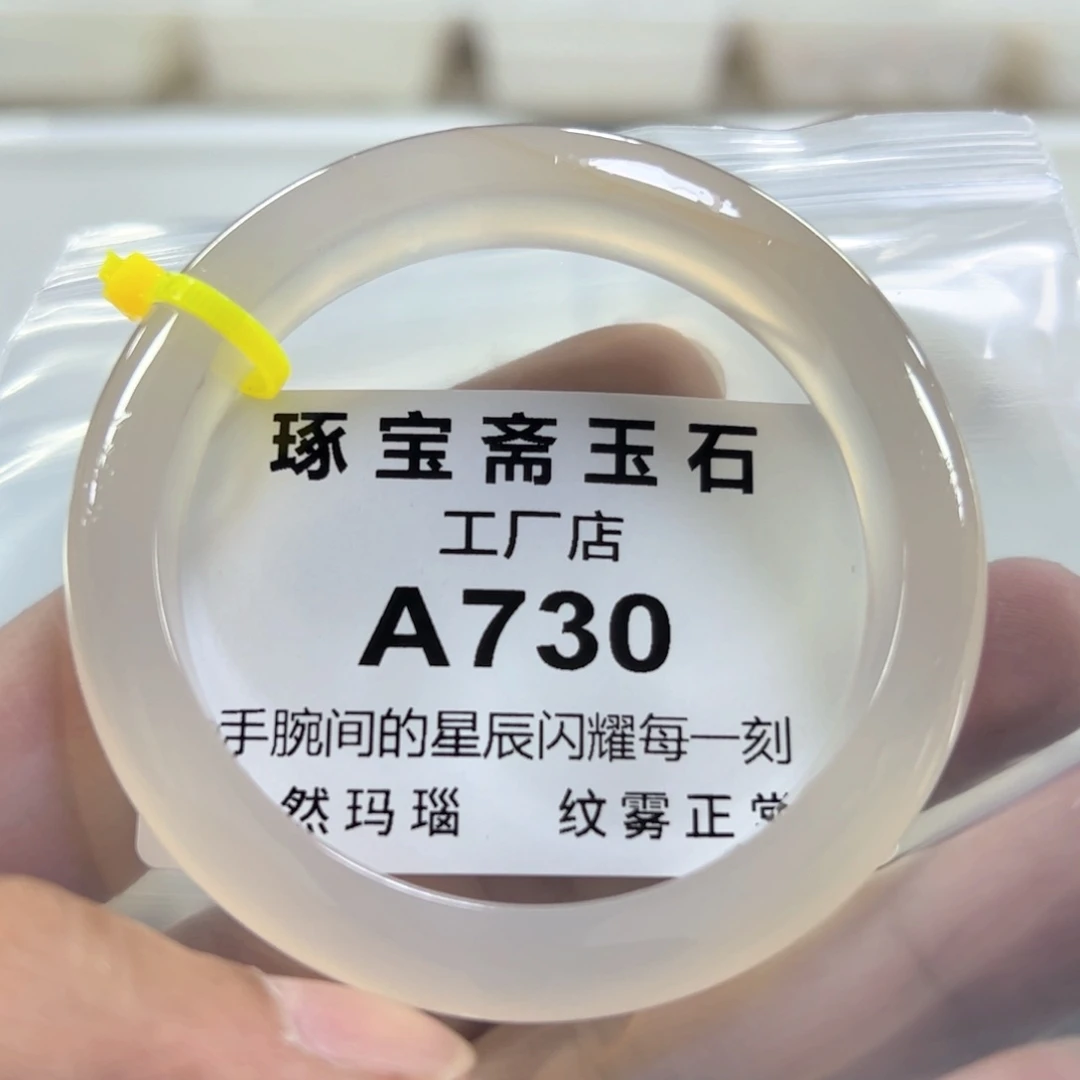 琢宝斋玉石
工厂店
A730
手腕间的星辰闪耀每一刻
然玛瑙 纹雾正常